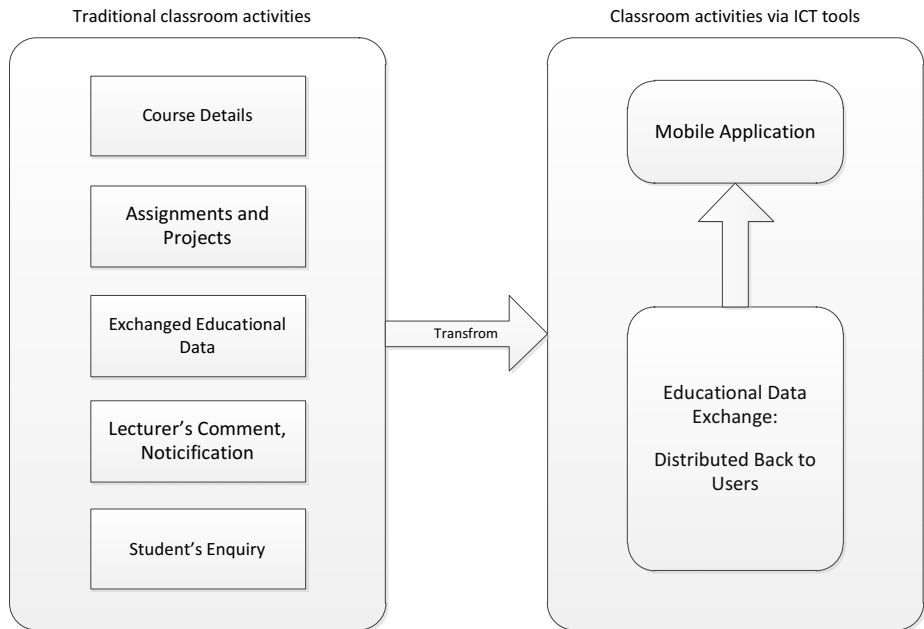 Traditional classroom activities
Course Details
Assignments and
Projects
Exchanged Educational
Data
Lecturer's Comment,
Noticification
Student's Enquiry
Transfrom
Classroom activities via ICT tools
Mobile Application
Educational Data
Exchange:
Distributed Back to
Users